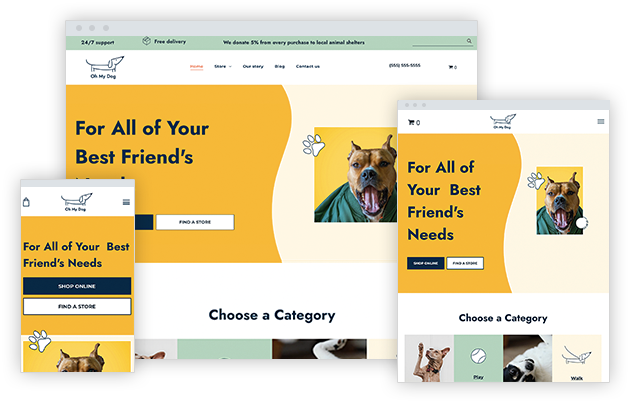 24/7 support
Free delivery
We donate 5% from every purchase to local animal shelters
Oh My Dog
Home
Store
Our story
Blog
Contact us
(555) 555-5555
0
For All of Your
Best Friend's
FIND A STORE
Choose a Category
0
Oh My Dog
For All of
Your Best
Friend's
Needs
SHOP ONLINE
FIND A STORE
Choose a Category
Play
Walk
Oh My Dog
For All of Your Best
Friend's Needs
SHOP ONLINE
FIND A STORE